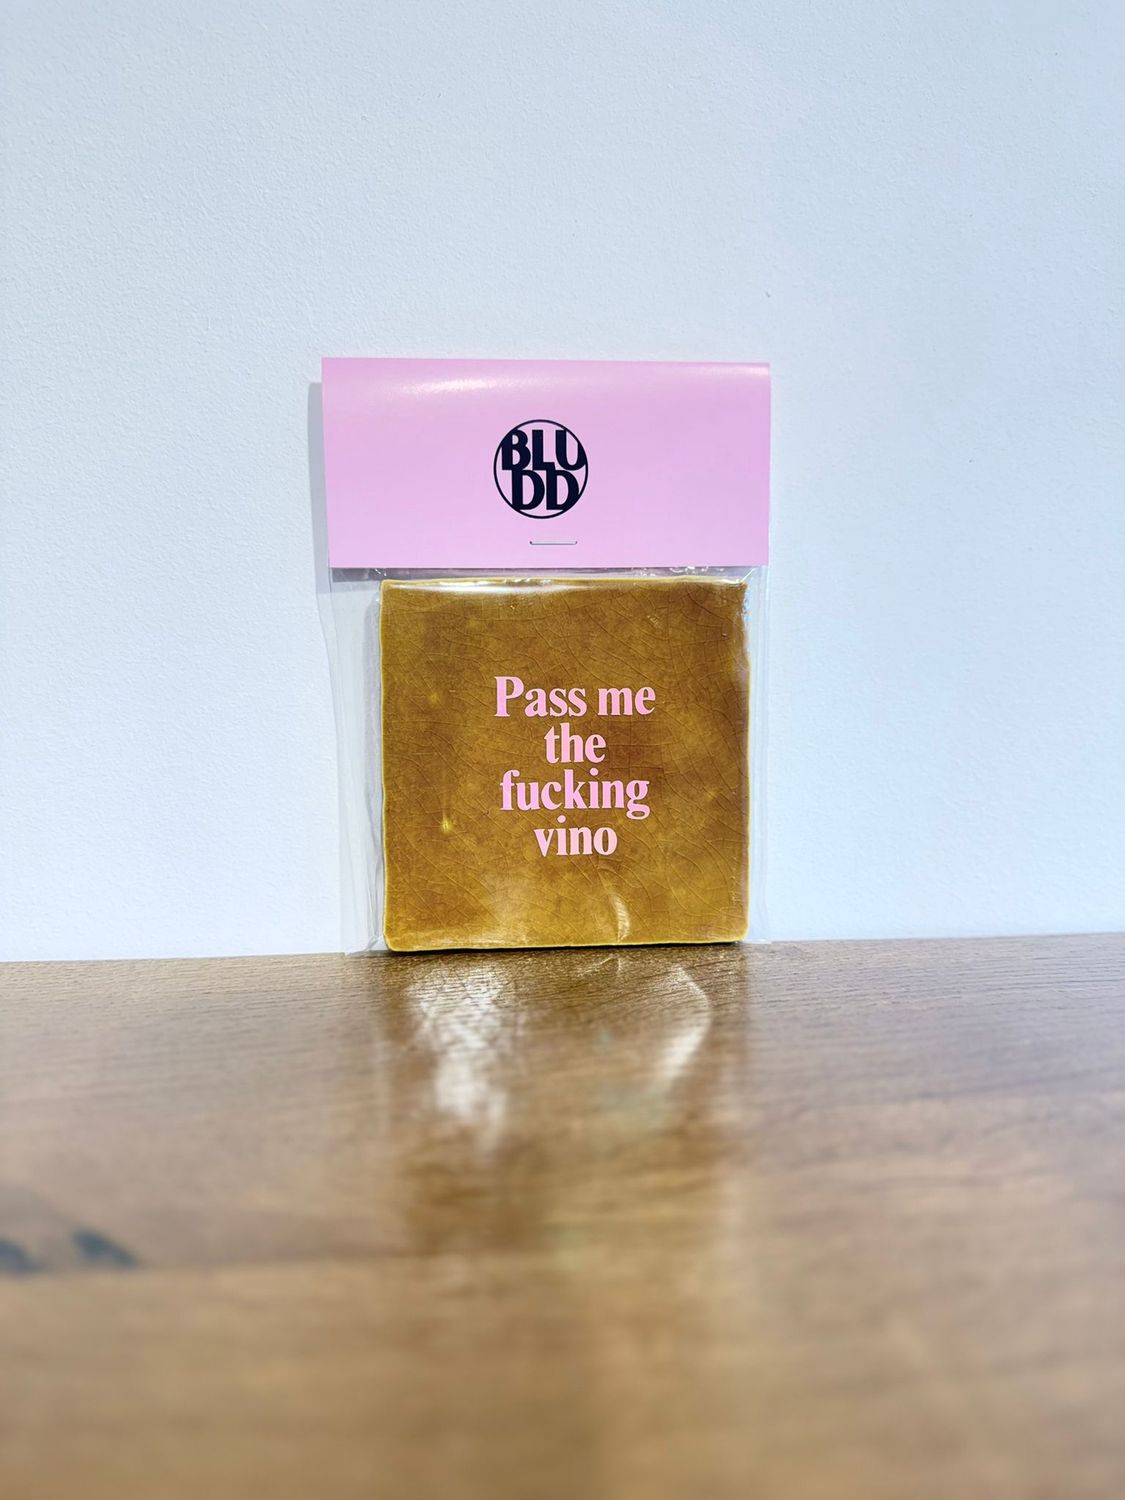 BLU
DD
Pass me
the
fucking
vino